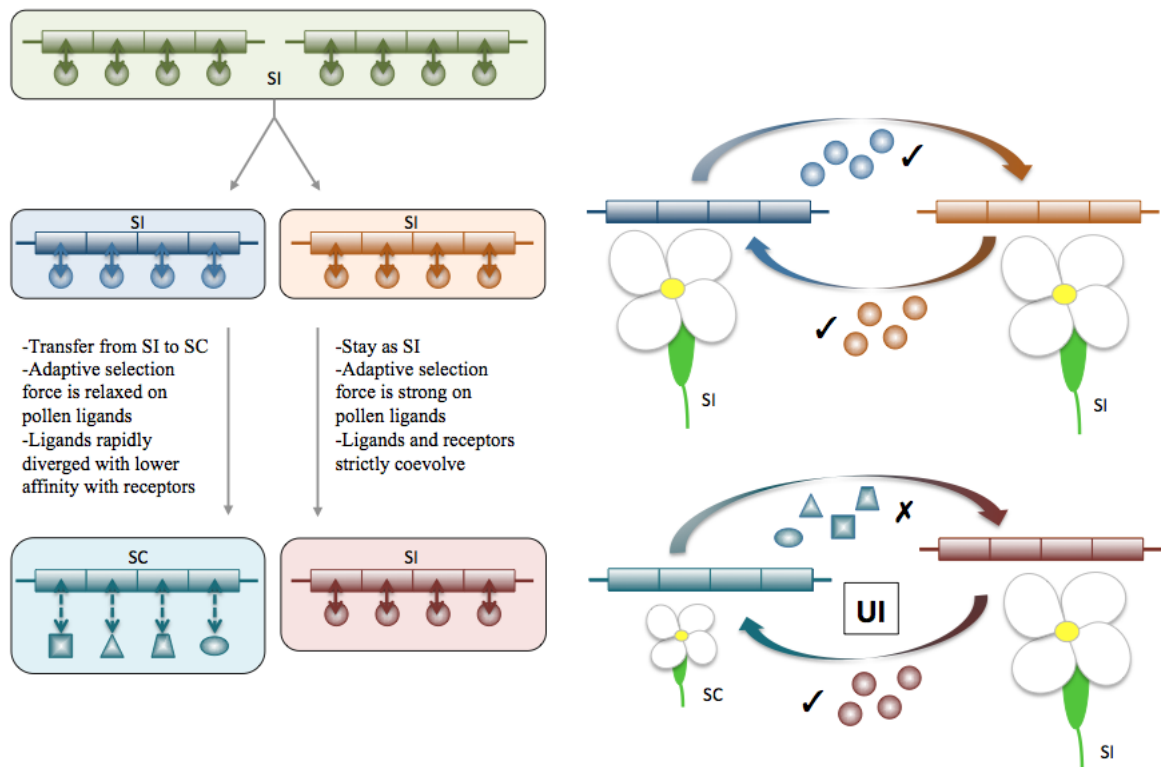 SI
SI
SI
-Transfer from SI to SC
-Adaptive selection
force is relaxed on
pollen ligands
-Ligands rapidly
diverged with lower
affinity with receptors
-Stay as SI
-Adaptive selection
force is strong on
pollen ligands
-Ligands and receptors
strictly coevolve
SC
SI
✓
✓
SI
SI
✗
UI
✓
SC
SI